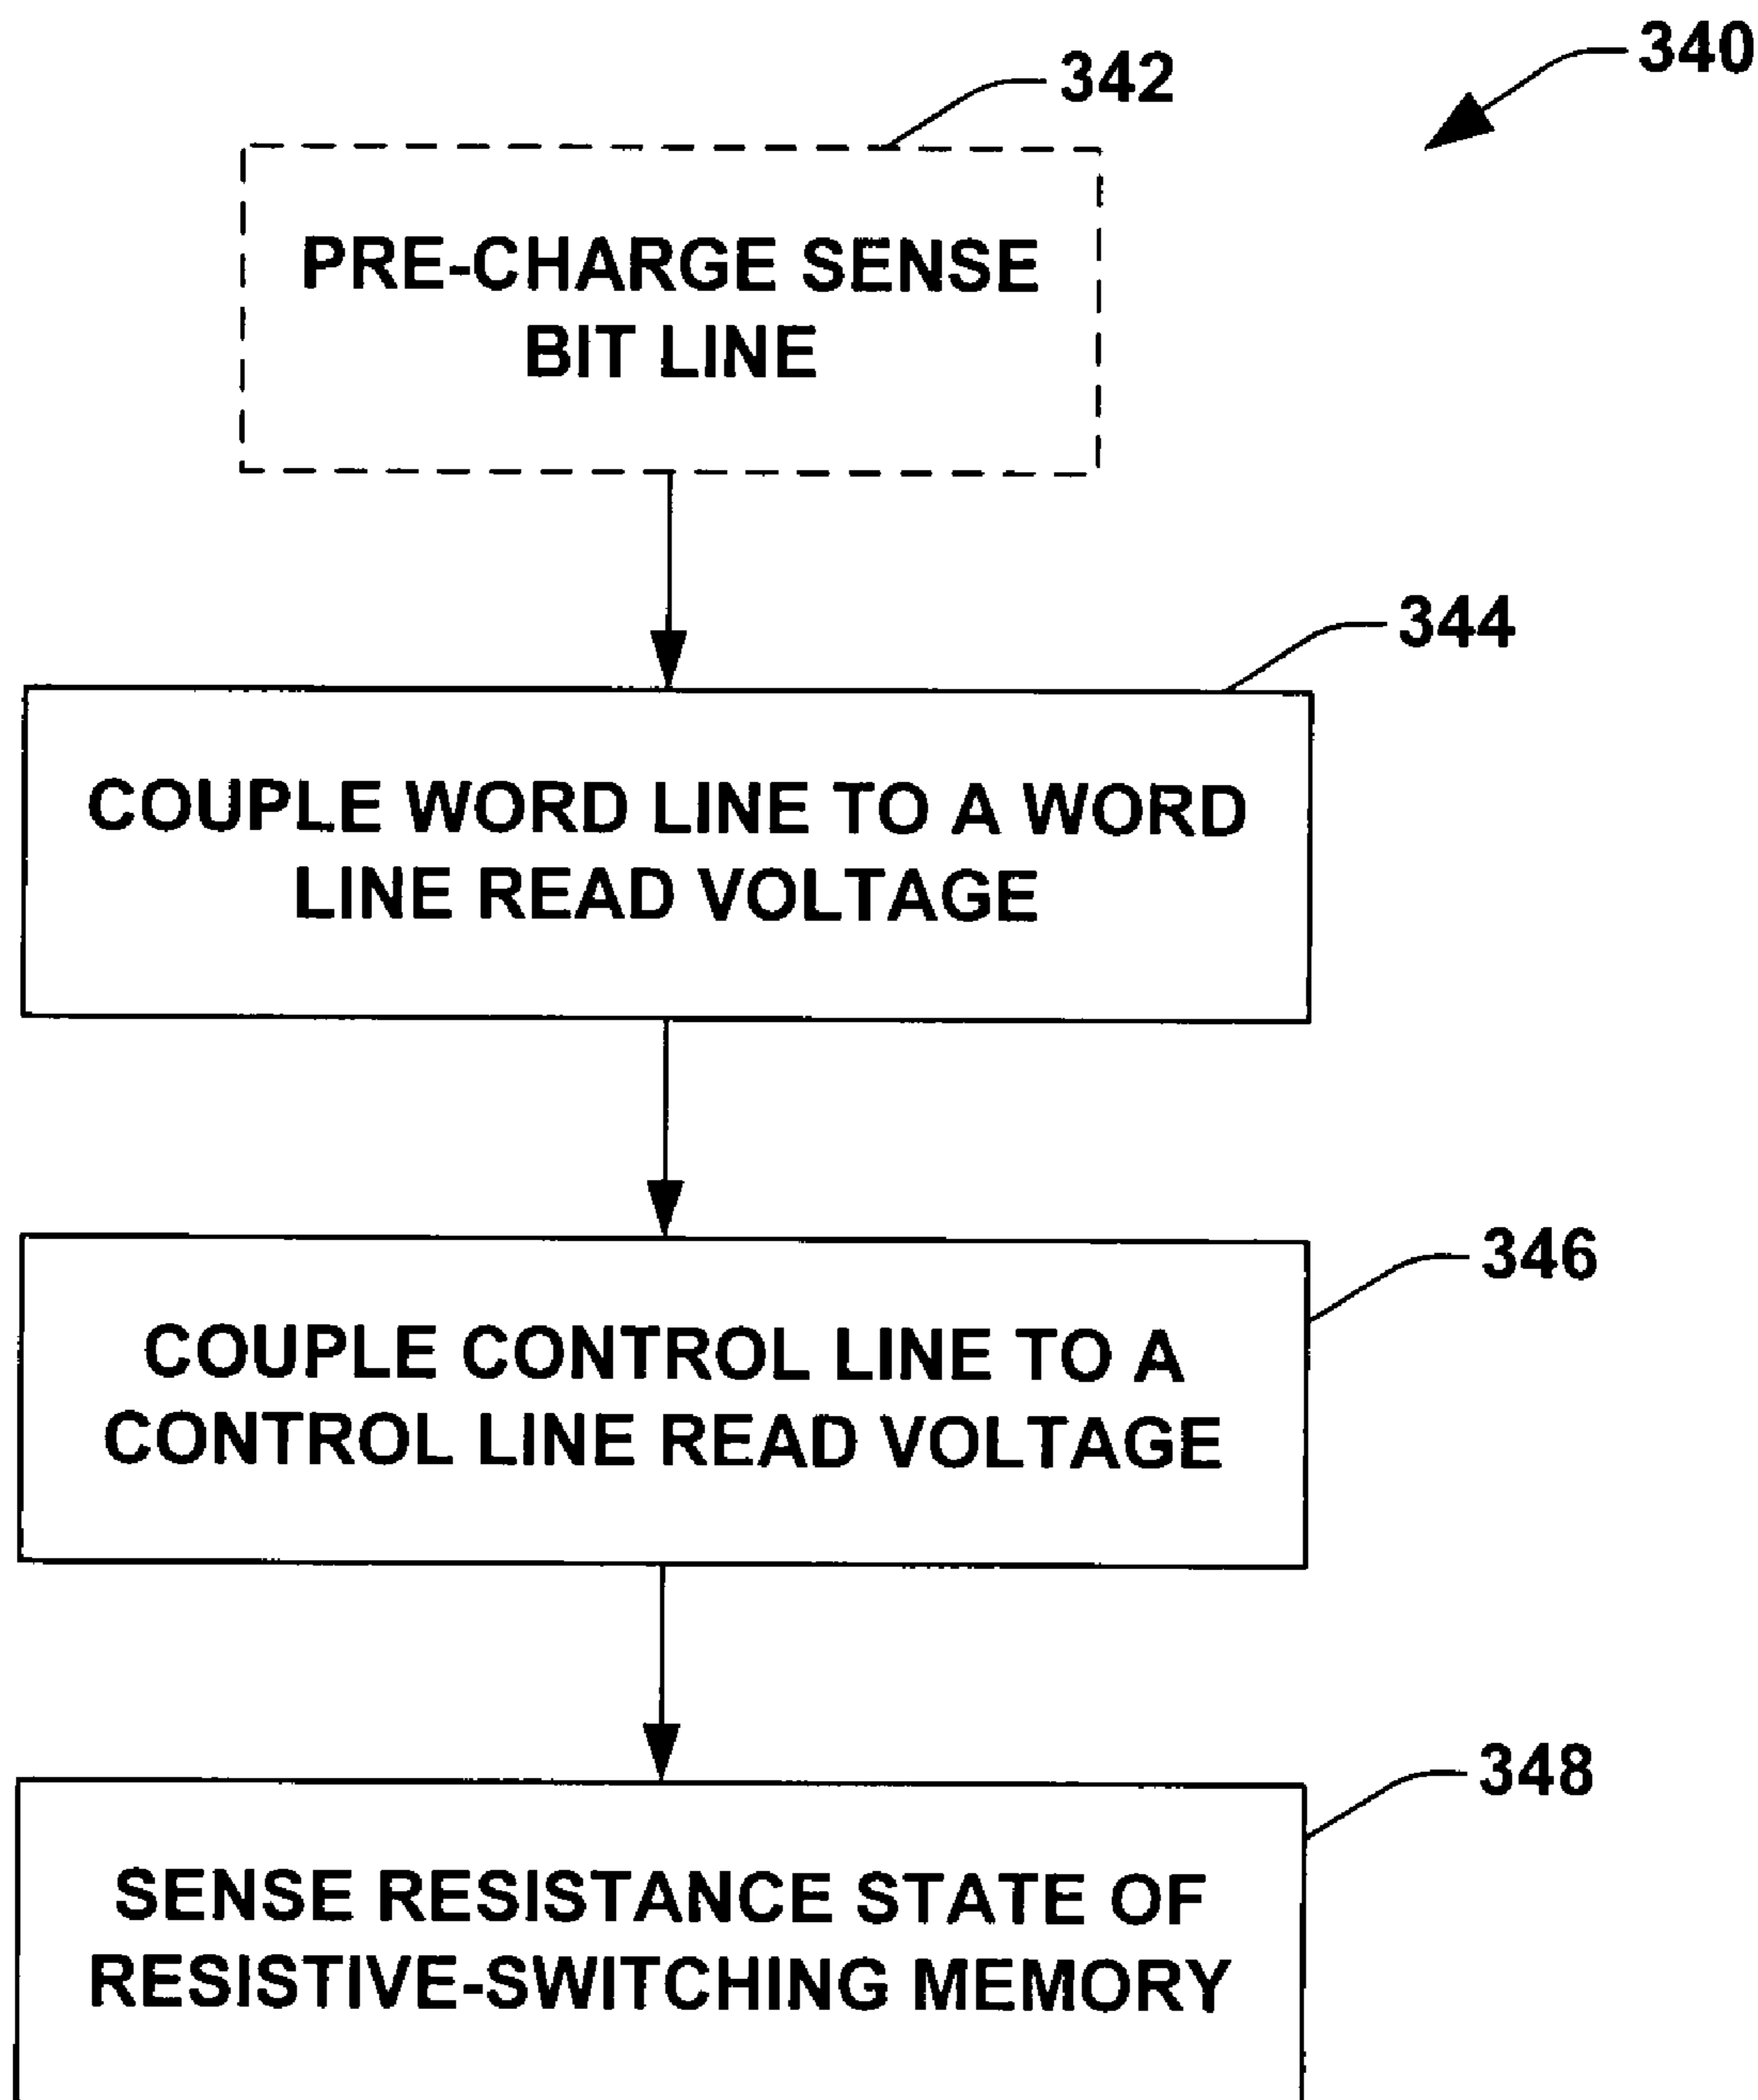 340
342
PRE-CHARGE SENSE
BIT LINE
344
COUPLE WORD LINE TO A WORD
LINE READ VOLTAGE
346
COUPLE CONTROL LINE TO A
CONTROL LINE READ VOLTAGE
348
SENSE RESISTANCE STATE OF
RESISTIVE-SWITCHING MEMORY